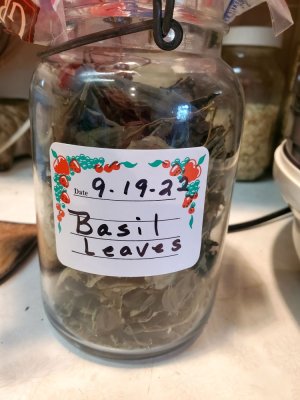 Date 9.19-22
Basil
Leaves